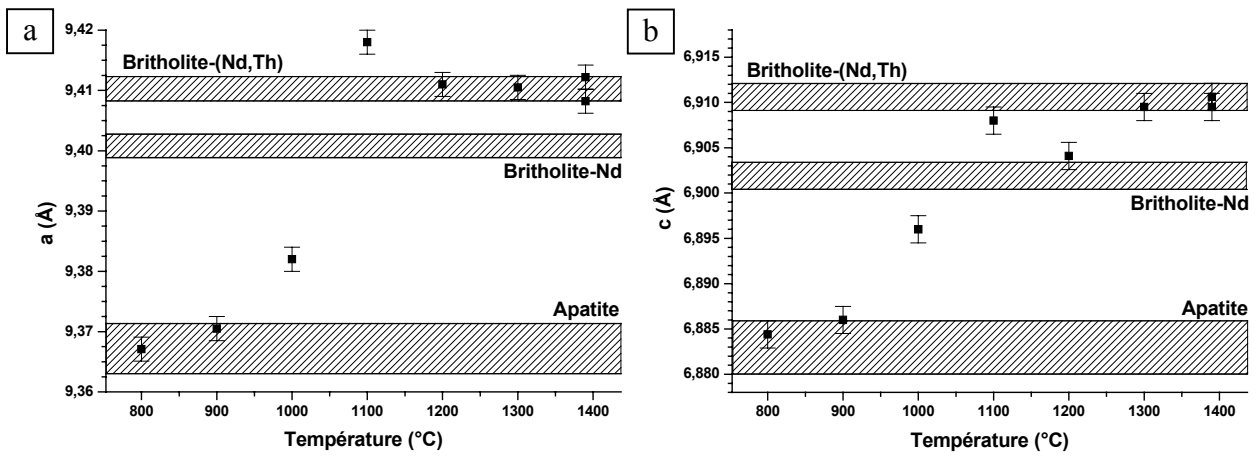 a
9,42
9,41
9,40
9,39
9,38
9,37
9,36
a (Å)
Britholite-(Nd,Th)
Britholite-Nd
Apatite
800 900 1000 1100 1200 1300 1400
Température (°C)
b
6,915
6,910
6,905
6,900
6,895
6,890
6,885
6,880
c (Å)
Britholite-(Nd,Th)
Britholite-Nd
Apatite
800 900 1000 1100 1200 1300 1400
Température (°C)